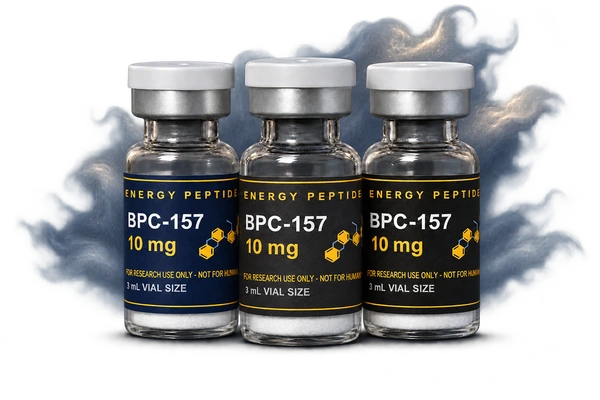 ENERGY PEPTIDE
BPC-157
10 mg
FOR RESEARCH USE ONLY - NOT FOR HUMAN
3 mL VIAL SIZE
ENERGY PEPTIDE
BPC-157
10 mg
FOR RESEARCH USE ONLY - NOT FOR HUMAN
3 mL VIAL SIZE
ENERGY PEPTIDE
BPC-157
10 mg
FOR RESEARCH USE ONLY - NOT FOR HUMAN
3 mL VIAL SIZE